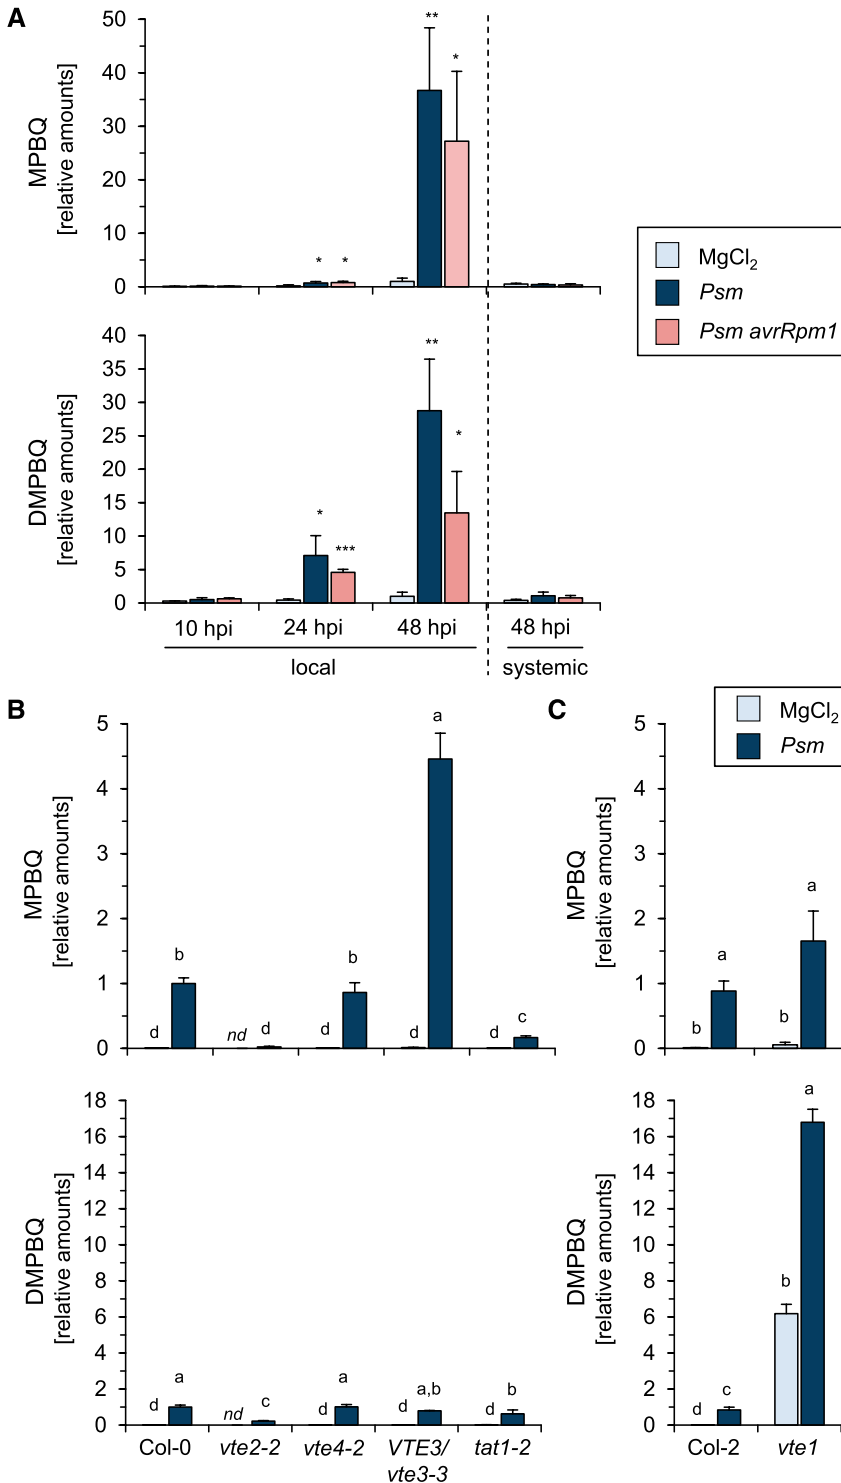 A
MPBQ
[relative amounts]
50
40
30
20
10
0
*
*
**
*
MgCl₂
Psm
Psm avrRpm1
DMPBQ
[relative amounts]
40
35
30
25
20
15
10
5
0
*
***
**
*
10 hpi
24 hpi
48 hpi
48 hpi
local
systemic
B
MPBQ
[relative amounts]
5
4
3
2
1
0
d
b
nd
d
d
b
d
a
d
c
C
MgCl₂
Psm
MPBQ
[relative amounts]
5
4
3
2
1
0
b
a
b
a
DMPBQ
[relative amounts]
18
16
14
12
10
8
6
4
2
0
d
a
nd
c
d
a
d
a,b
d
b
Col-0
vte2-2
vte4-2
VTE3/
vte3-3
tat1-2
DMPBQ
[relative amounts]
18
16
14
12
10
8
6
4
2
0
d
c
b
a
Col-2
vte1